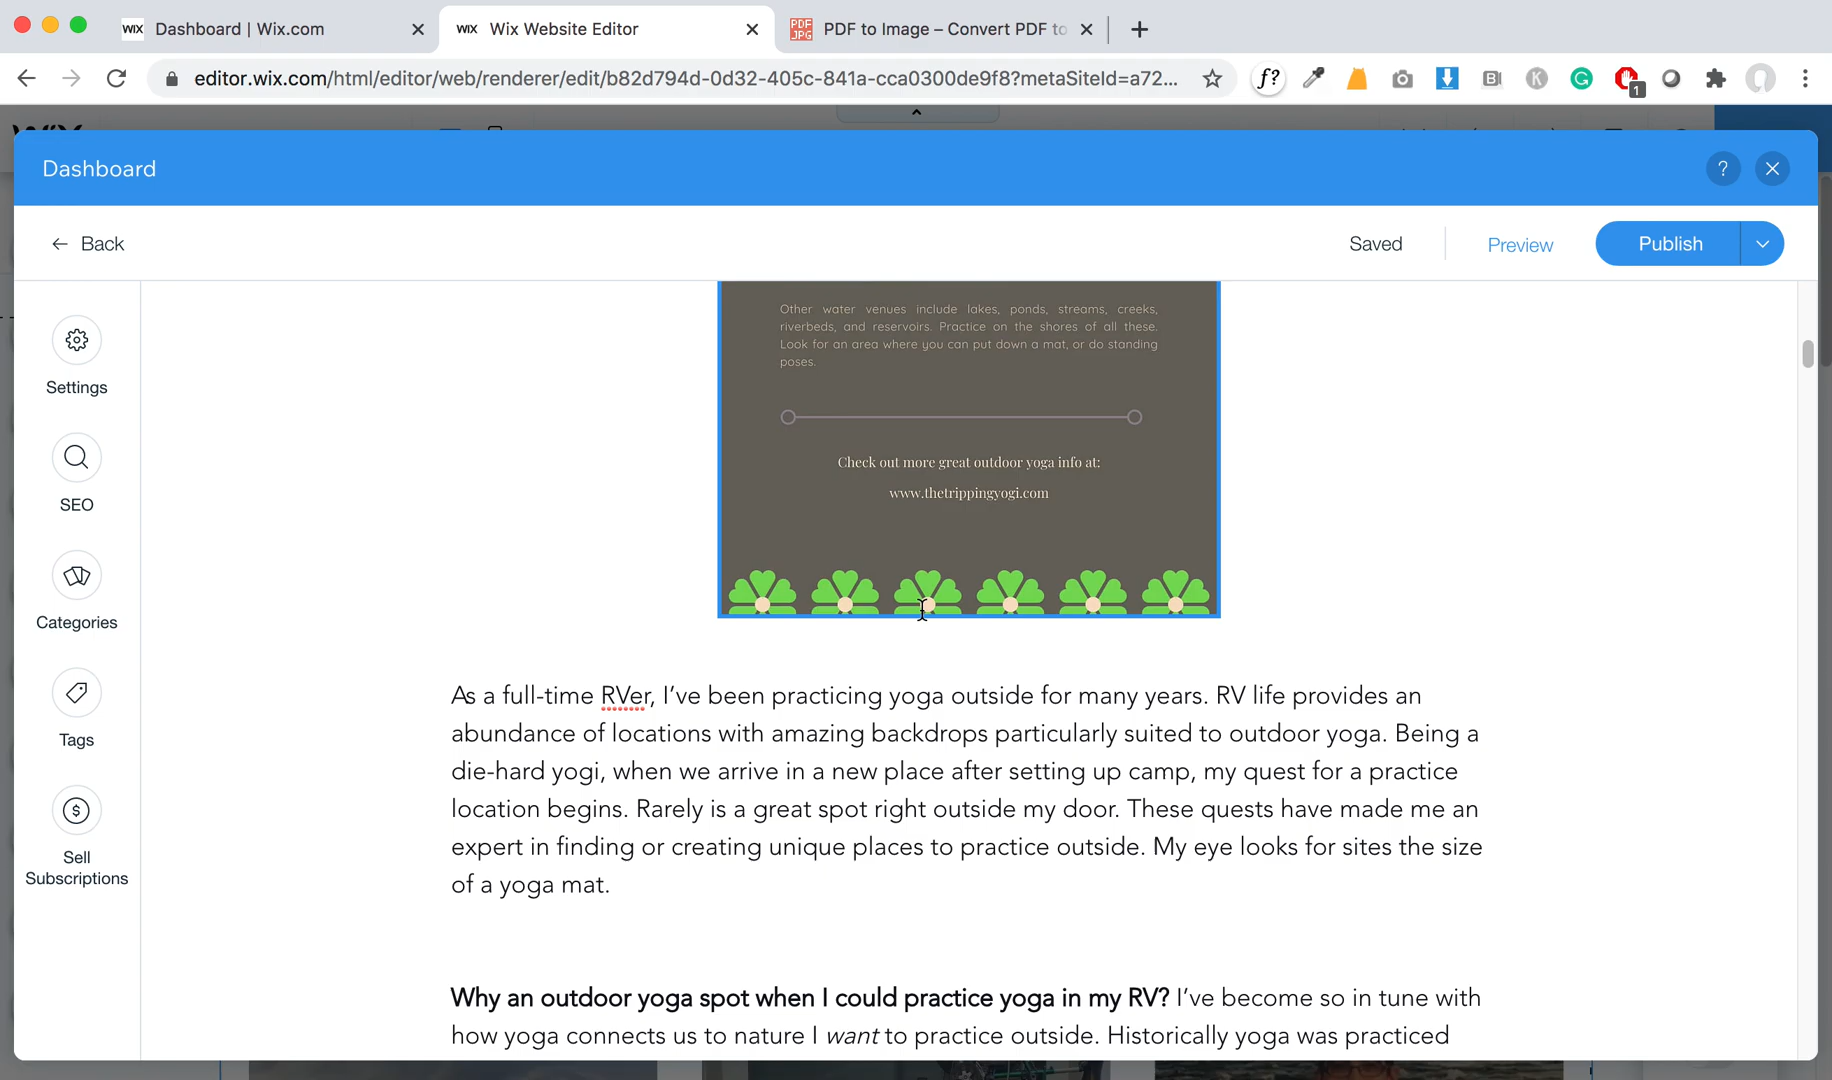 WIX Dashboard | Wix.com
WIX Wix Website Editor
PDF JPG PDF to Image – Convert PDF to
editor.wix.com/html/editor/web/renderer/edit/b82d794d-0d32-405c-841a-cca0300de9f8?metaSiteId=a72...
f?
B
K
G
1
Dashboard
?
Back
Saved
Preview
Publish
Settings
SEO
Categories
Tags
$
Sell
Subscriptions
Other water venues include lakes, ponds, streams, creeks,
riverbeds, and reservoirs. Practice on the shores of all these.
Look for an area where you can put down a mat, or do standing
poses.
Check out more great outdoor yoga info at:
www.thetrippingyogi.com
As a full-time RVer, I've been practicing yoga outside for many years. RV life provides an
abundance of locations with amazing backdrops particularly suited to outdoor yoga. Being a
die-hard yogi, when we arrive in a new place after setting up camp, my quest for a practice
location begins. Rarely is a great spot right outside my door. These quests have made me an
expert in finding or creating unique places to practice outside. My eye looks for sites the size
of a yoga mat.
Why an outdoor yoga spot when I could practice yoga in my RV? I've become so in tune with
how yoga connects us to nature I want to practice outside. Historically yoga was practiced